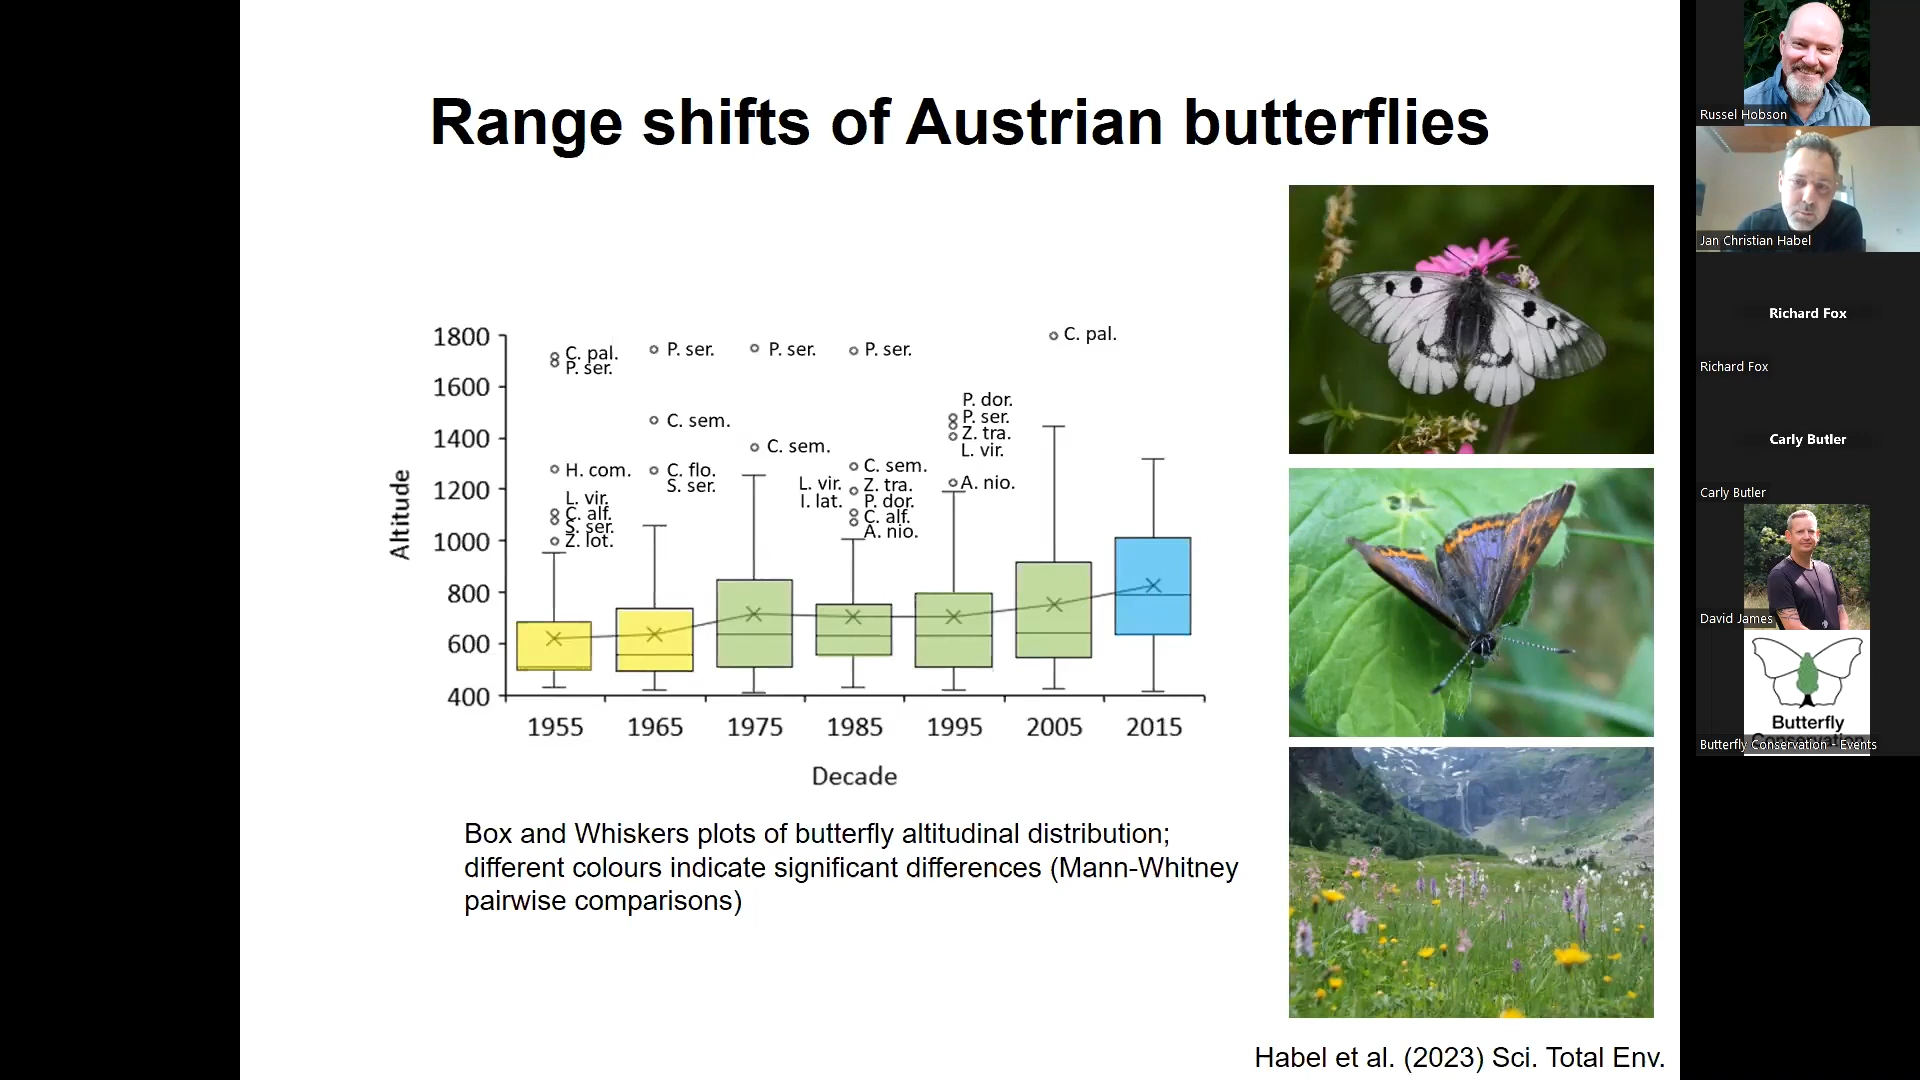 Range shifts of Austrian butterflies
Altitude
1800
1600
1400
1200
1000
800
600
400
C. pal.
P. ser.
H. com.
L. vir.
C. alf.
S. ser.
Z. lot.
P. ser.
C. sem.
C. flo.
S. ser.
P. ser.
C. sem.
P. ser.
C. sem.
L. vir.
Z. tra.
I. lat.
P. dor.
C. alf.
A. nio.
P. dor.
P. ser.
Z. tra.
L. vir.
A. nio.
C. pal.
1955 1965 1975 1985 1995 2005 2015
Decade
Box and Whiskers plots of butterfly altitudinal distribution;
different colours indicate significant differences (Mann-Whitney
pairwise comparisons)
Habel et al. (2023) Sci. Total Env.
Russel Hobson
Jan Christian Habel
Richard Fox
Richard Fox
Carly Butler
Carly Butler
David James
Butterfly
Conservation
Butterfly Conservation - Events